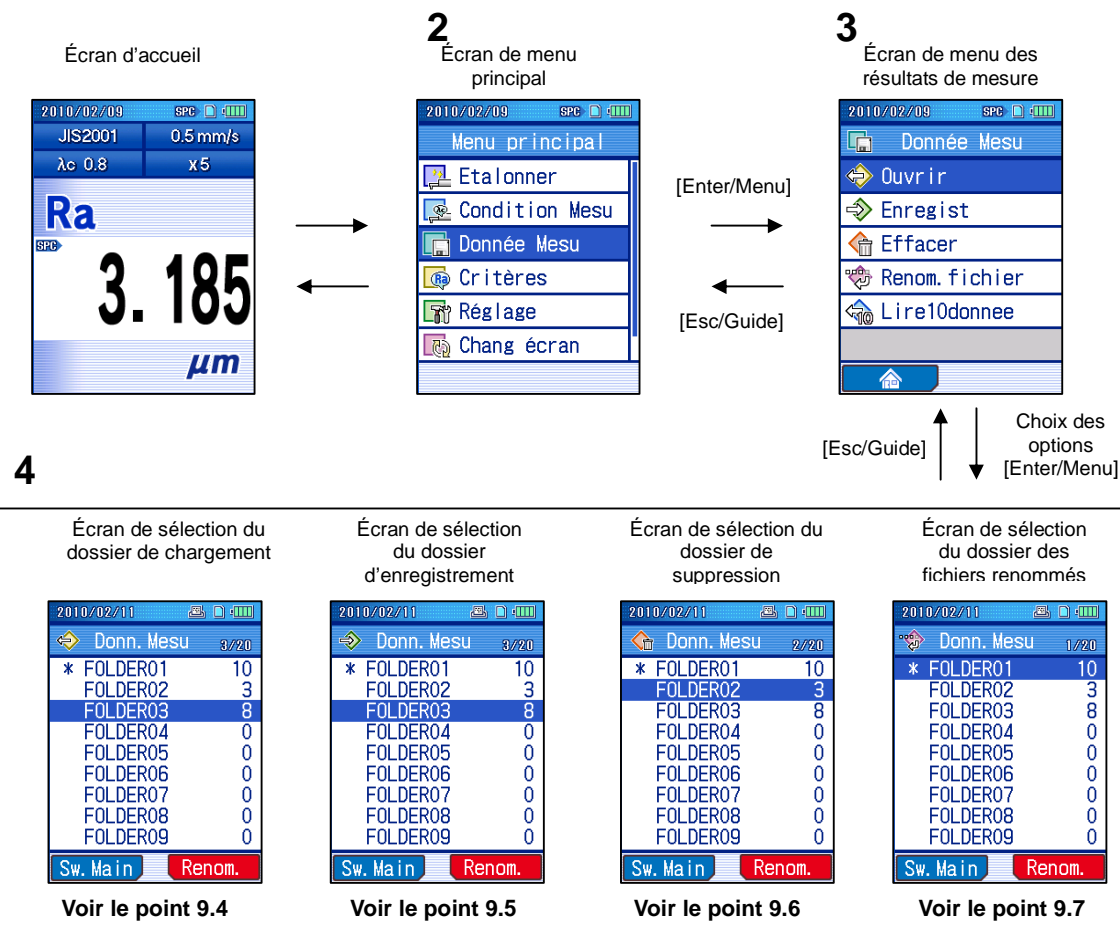 2
3
Écran d'accueil
Écran de menu
principal
Écran de menu des
résultats de mesure
2010/02/09 SPC
JIS2001 0.5 mm/s
λc 0.8 x5
Ra
SPC
3.185
µm
2010/02/09 SPC
Menu principal
Etalonner
Condition Mesu
Donnée Mesu
Ra Critères
Réglage
Chang écran
[Enter/Menu]
[Esc/Guide]
2010/02/09 SPC
Donnée Mesu
Ouvrir
Enregist
Effacer
Renom.fichier
10 Lire10donnee
[Esc/Guide]
Choix des
options
[Enter/Menu]
4
Écran de sélection du
dossier de chargement
2010/02/11
Donn. Mesu 3/20
* FOLDER01 10
FOLDER02 3
FOLDER03 8
FOLDER04 0
FOLDER05 0
FOLDER06 0
FOLDER07 0
FOLDER08 0
FOLDER09 0
Sw.Main Renom.
Voir le point 9.4
Écran de sélection
du dossier
d'enregistrement
2010/02/11
Donn. Mesu 3/20
* FOLDER01 10
FOLDER02 3
FOLDER03 8
FOLDER04 0
FOLDER05 0
FOLDER06 0
FOLDER07 0
FOLDER08 0
FOLDER09 0
Sw.Main Renom.
Voir le point 9.5
Écran de sélection du
dossier de
suppression
2010/02/11
Donn. Mesu 2/20
* FOLDER01 10
FOLDER02 3
FOLDER03 8
FOLDER04 0
FOLDER05 0
FOLDER06 0
FOLDER07 0
FOLDER08 0
FOLDER09 0
Sw.Main Renom.
Voir le point 9.6
Écran de sélection
du dossier des
fichiers renommés
2010/02/11
Donn. Mesu 1/20
* FOLDER01 10
FOLDER02 3
FOLDER03 8
FOLDER04 0
FOLDER05 0
FOLDER06 0
FOLDER07 0
FOLDER08 0
FOLDER09 0
Sw.Main Renom.
Voir le point 9.7